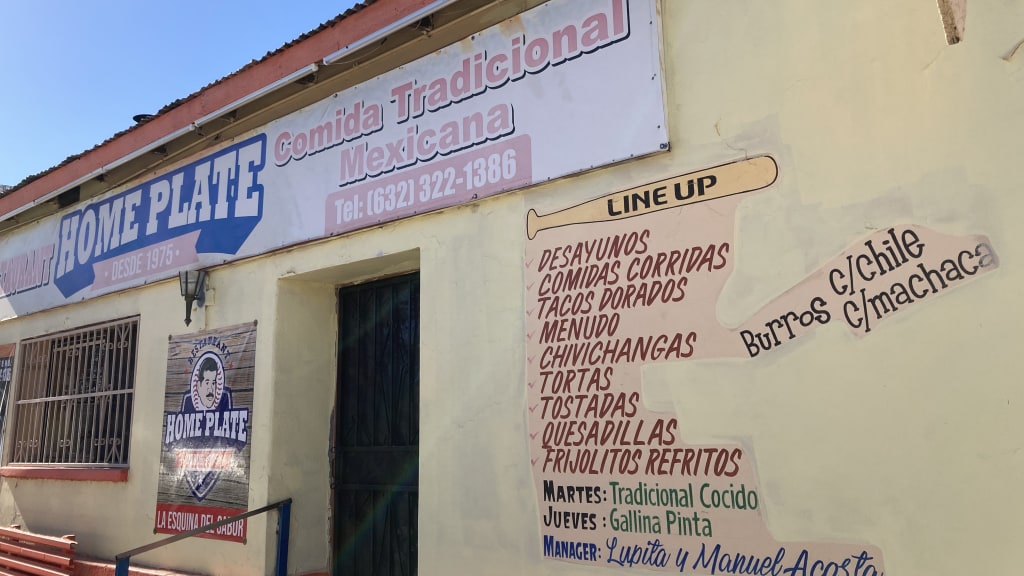 Comida Tradicional
Mexicana
Tel: (632) 322-1386
HOME PLATE
DESDE 1975
LINE UP
DESAYUNOS
COMIDAS CORRIDAS
TACOS DORADOS
MENUDO
CHIVICHANGAS
TORTAS
TOSTADAS
QUESADILLAS
FRIJOLITOS REFRITOS
MARTES: Tradicional Cocido
JUEVES: Gallina Pinta
MANAGER: Lupita y Manuel Acosta
Burros c/chile
c/machaca
RESTAURANT
HOME PLATE
LA ESQUINA DEL SABOR